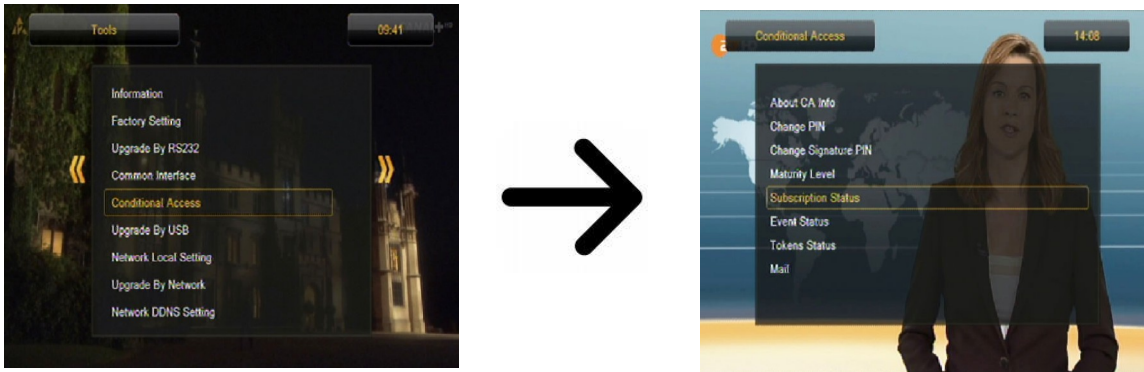 Tools
09:41
Information
Factory Setting
Upgrade By RS232
Common Interface
Conditional Access
Upgrade By USB
Network Local Setting
Upgrade By Network
Network DDNS Setting
Conditional Access
14:08
About CA Info
Change PIN
Change Signature PIN
Maturity Level
Subscription Status
Event Status
Tokens Status
Mail